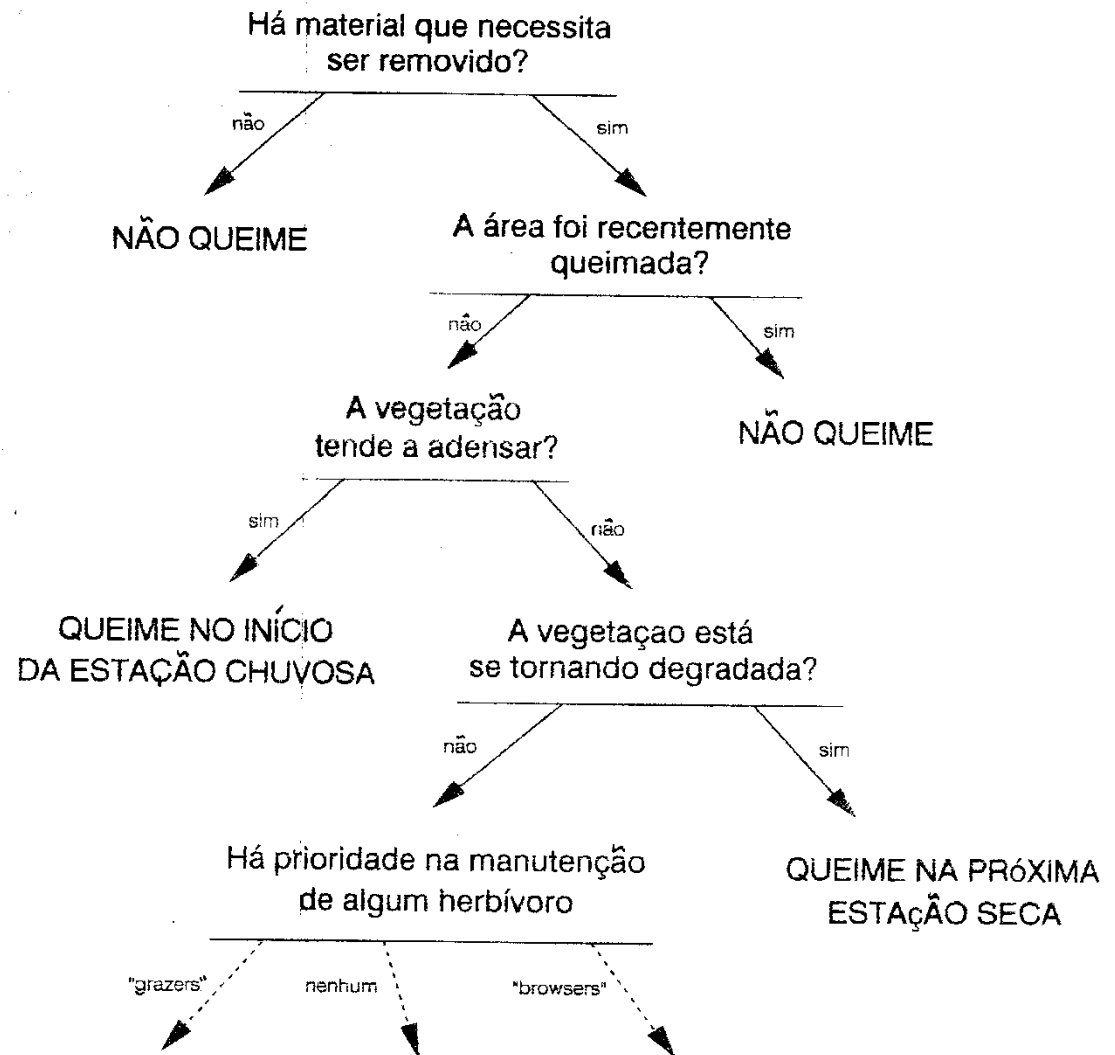 Há material que necessita
ser removido?
não
sim
NÃO QUEIME
A área foi recentemente
queimada?
não
sim
A vegetação
tende a adensar?
NÃO QUEIME
sim
não
QUEIME NO INÍCIO
DA ESTAÇÃO CHUVOSA
A vegetaçao está
se tornando degradada?
não
sim
Há prioridade na manutenção
de algum herbívoro
QUEIME NA PRóXIMA
ESTAçÃO SECA
"grazers"
nenhum
"browsers"